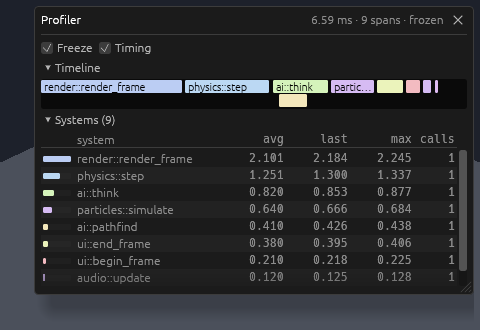 Profiler 6.59 ms · 9 spans · frozen
Freeze Timing
Timeline
render::render_frame physics::step ai::think partic...
Systems (9)
system avg last max calls
render::render_frame 2.101 2.184 2.245 1
physics::step 1.251 1.300 1.337 1
ai::think 0.820 0.853 0.877 1
particles::simulate 0.640 0.666 0.684 1
ai::pathfind 0.410 0.426 0.438 1
ui::end_frame 0.380 0.395 0.406 1
ui::begin_frame 0.210 0.218 0.225 1
audio::update 0.120 0.125 0.128 1